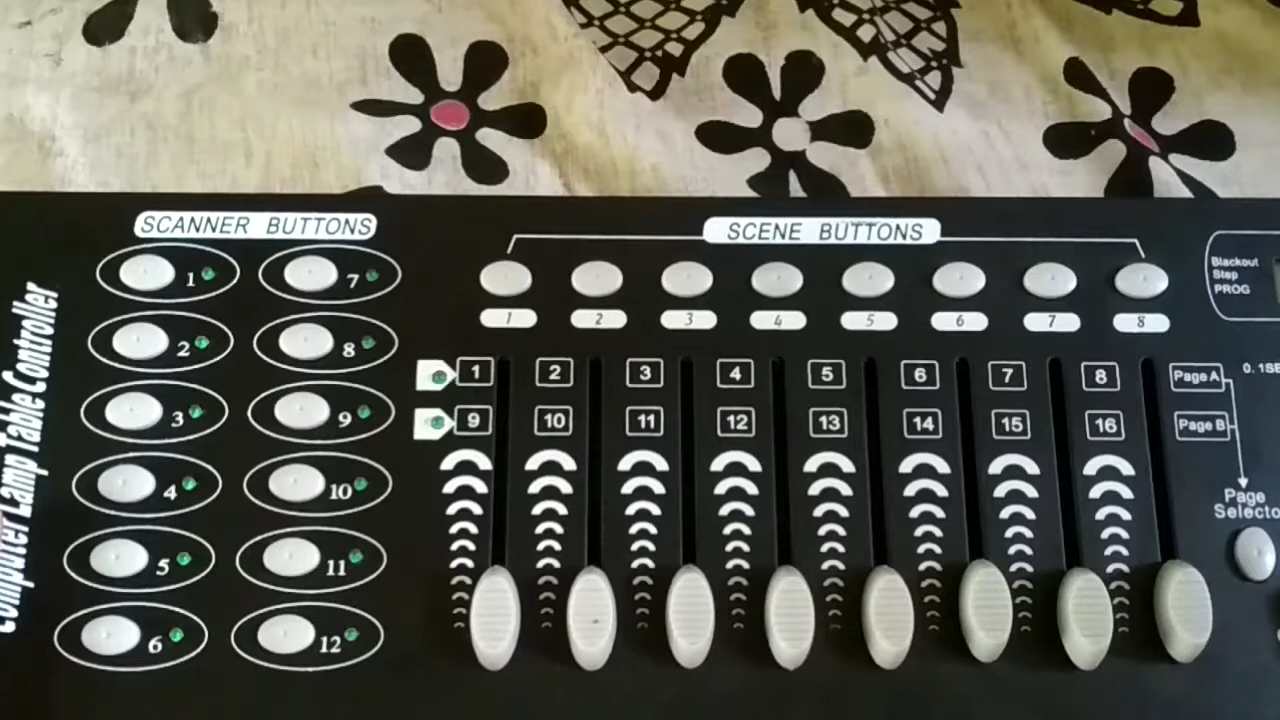 SCANNER BUTTONS
1
7
2
8
3
9
4
10
5
11
6
12
Computer Lamp Table Controller
SCENE BUTTONS
1 2 3 4 5 6 7 8
1 2 3 4 5 6 7 8
9 10 11 12 13 14 15 16
Blackout
Step
PROG
Page A
Page B
Page